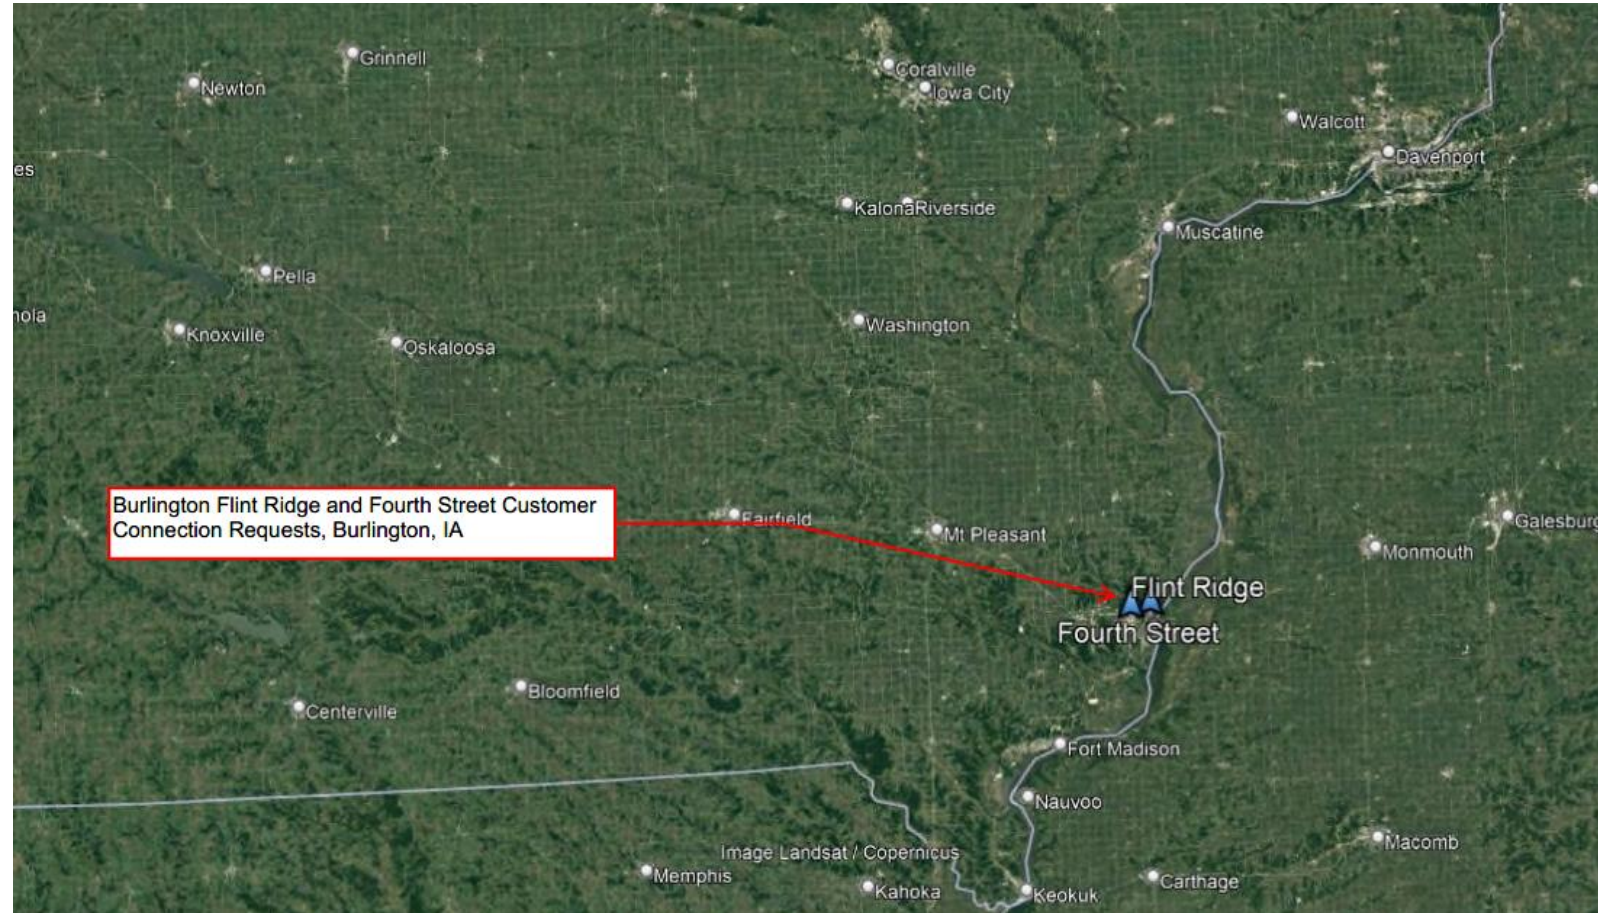 Grinnell
Coralville
Newton
Iowa City
Walcott
Davenport
es
Kalona
Riverside
Muscatine
Pella
nola
Washington
Knoxville
Oskaloosa
Burlington Flint Ridge and Fourth Street Customer
Connection Requests, Burlington, IA
Fairfield
Mt Pleasant
Galesburg
Monmouth
Flint Ridge
Fourth Street
Bloomfield
Centerville
Fort Madison
Nauvoo
Macomb
Image Landsat / Copernicus
Memphis
Carthage
Kahoka
Keokuk